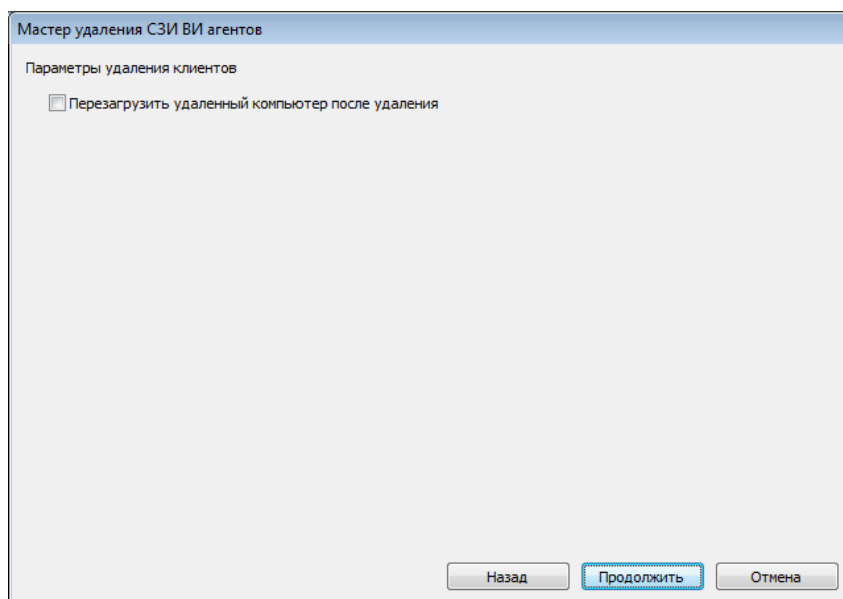 Мастер удаления СЗИ ВИ агентов
Параметры удаления клиентов
Перезагрузить удаленный компьютер после удаления
Назад Продолжить Отмена